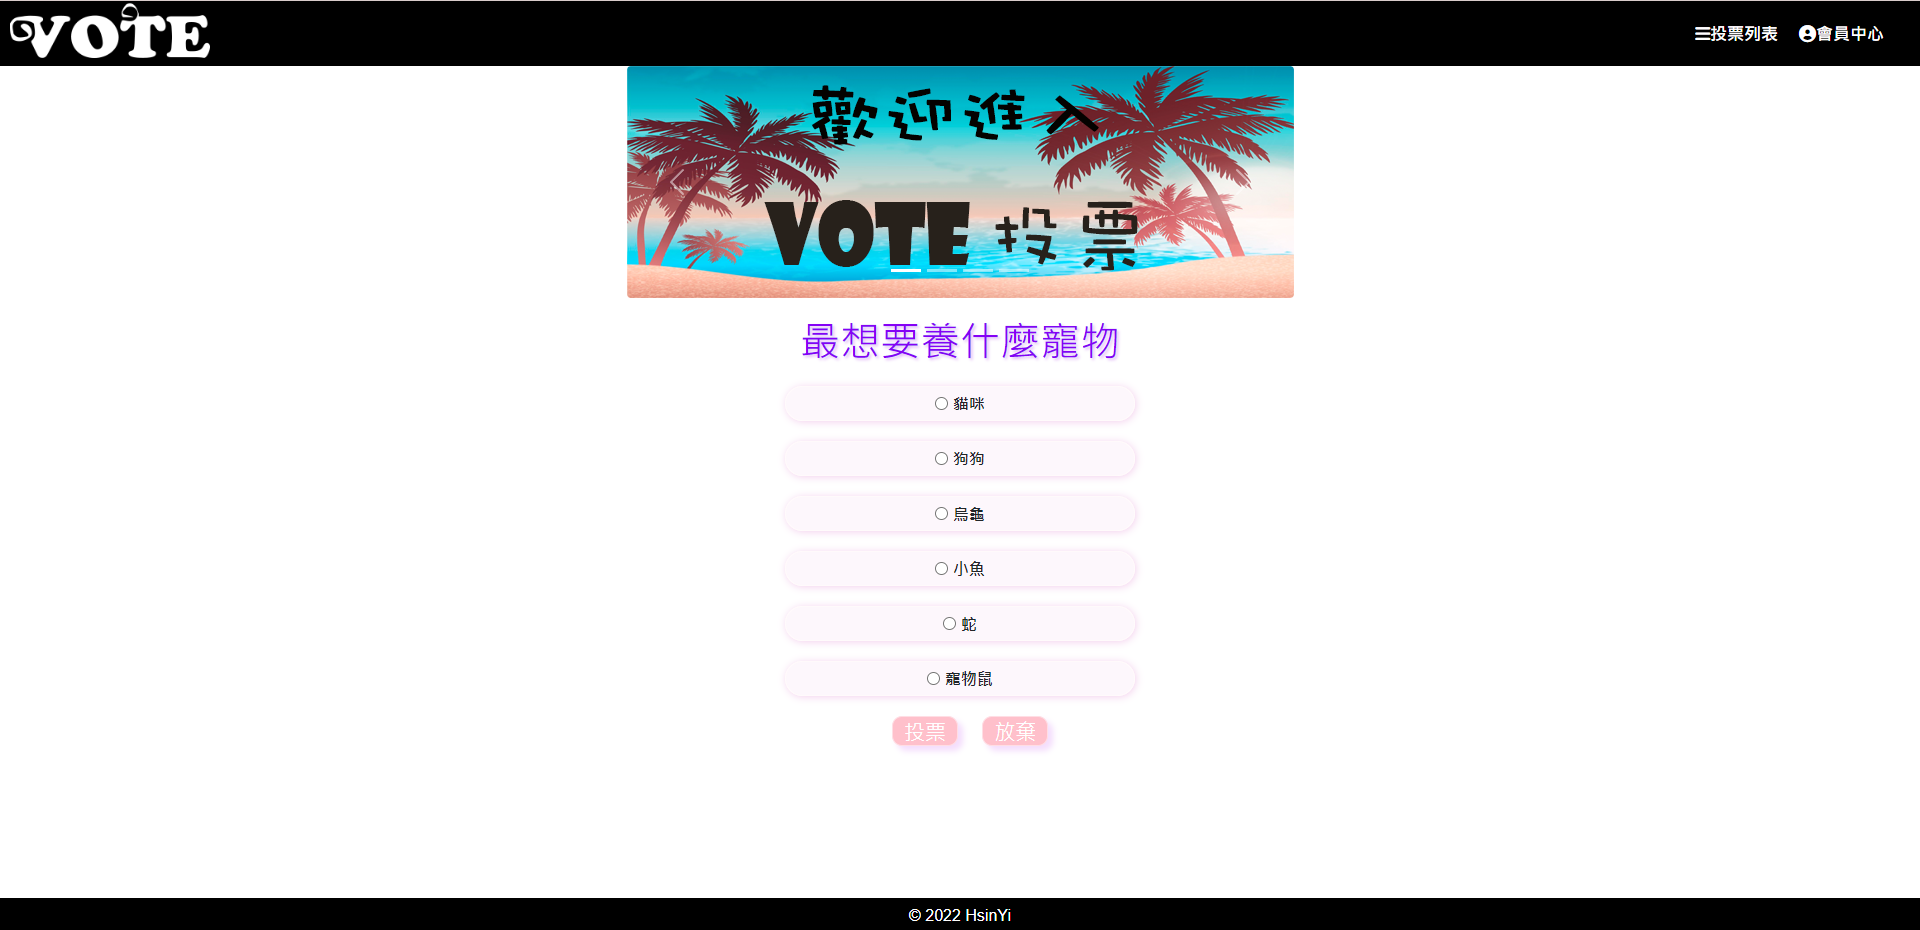 VOTE
投票列表 會員中心
歡迎進入
VOTE 投票
最想要養什麼寵物
貓咪
狗狗
烏龜
小魚
蛇
寵物鼠
投票 放棄
© 2022 HsinYi